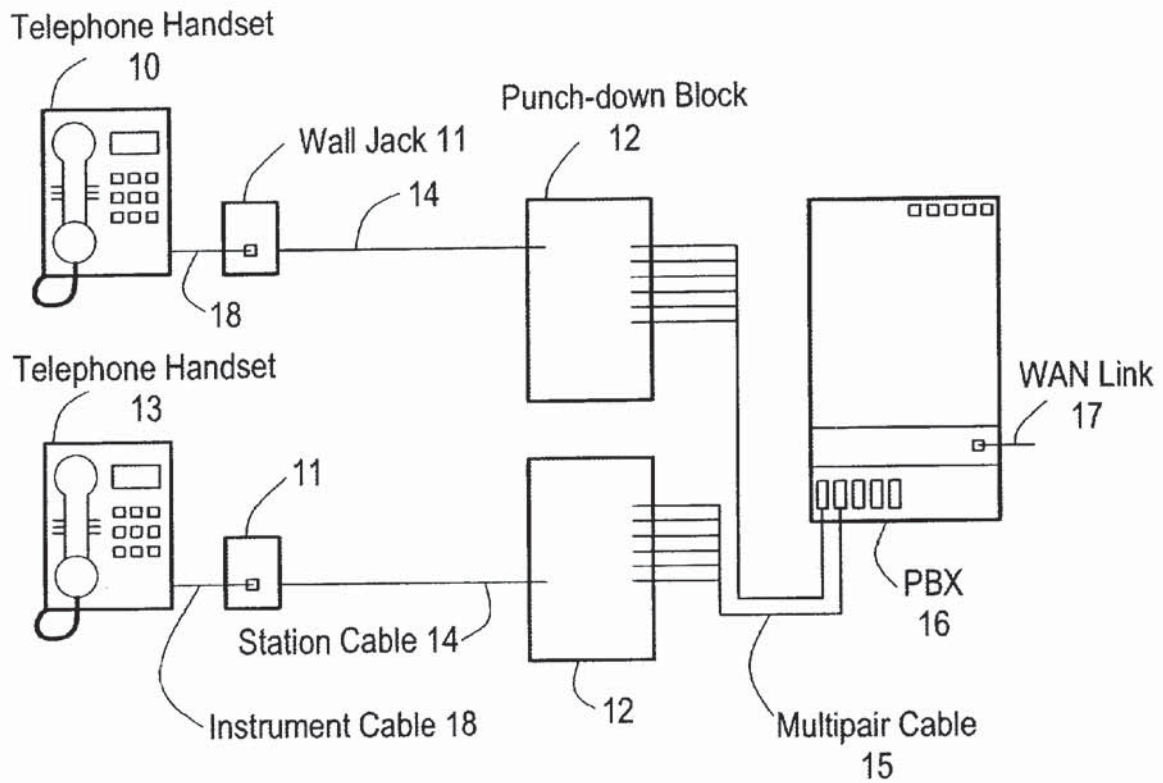 Telephone Handset
10
Punch-down Block
12
Wall Jack 11
14
18
Telephone Handset
13
WAN Link
17
11
Station Cable 14
PBX
16
Instrument Cable 18
12
Multipair Cable
15